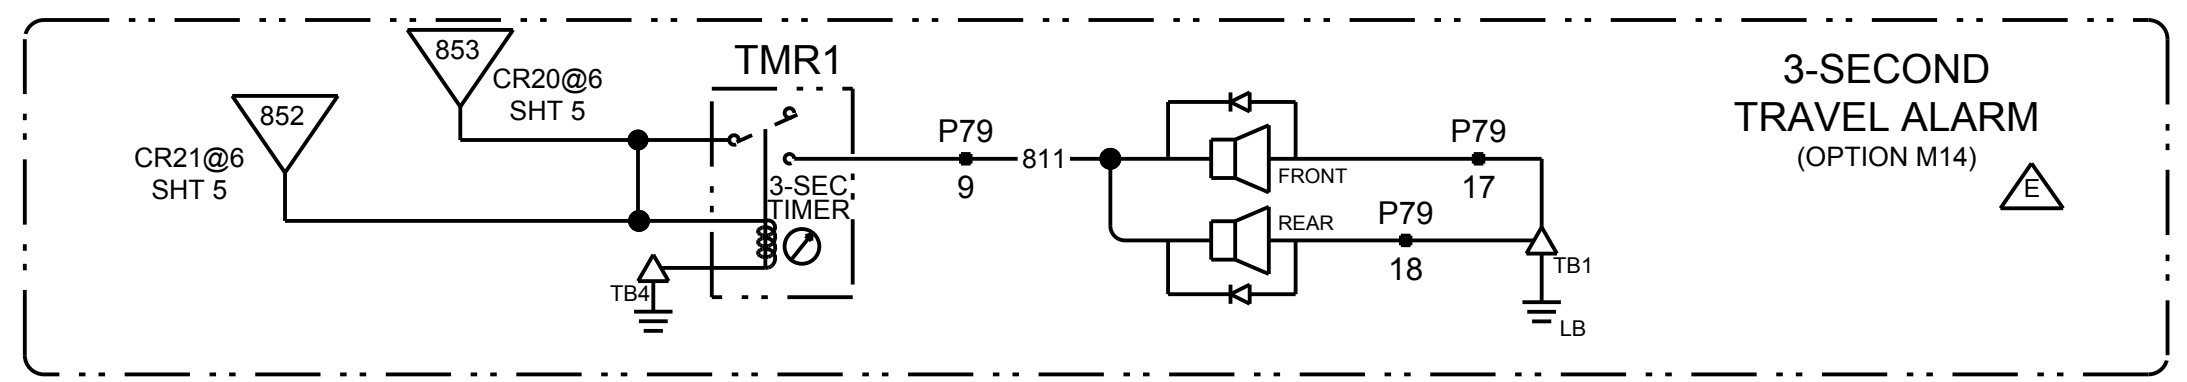 853
CR20@6
SHT 5
852
CR21@6
SHT 5
TMR1
3-SEC
TIMER
TB4
P79
9
811
FRONT
REAR
P79
17
P79
18
TB1
LB
3-SECOND
TRAVEL ALARM
(OPTION M14)
E